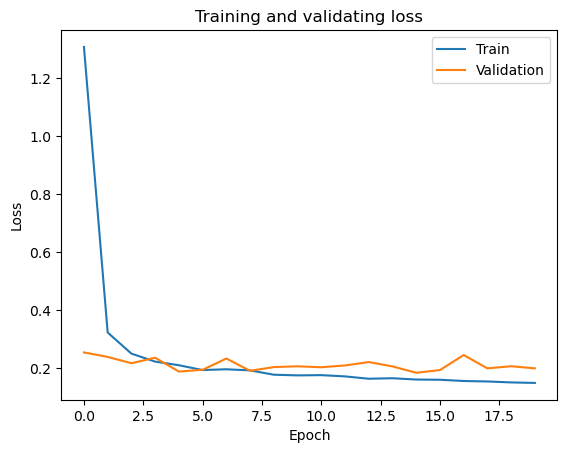 Training and validating loss
Train
Validation
Loss
1.2
1.0
0.8
0.6
0.4
0.2
0.0 2.5 5.0 7.5 10.0 12.5 15.0 17.5
Epoch